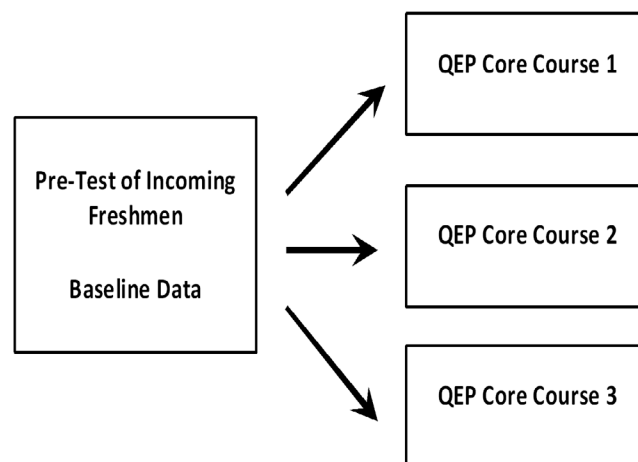 Pre-Test of Incoming
Freshmen
Baseline Data
QEP Core Course 1
QEP Core Course 2
QEP Core Course 3